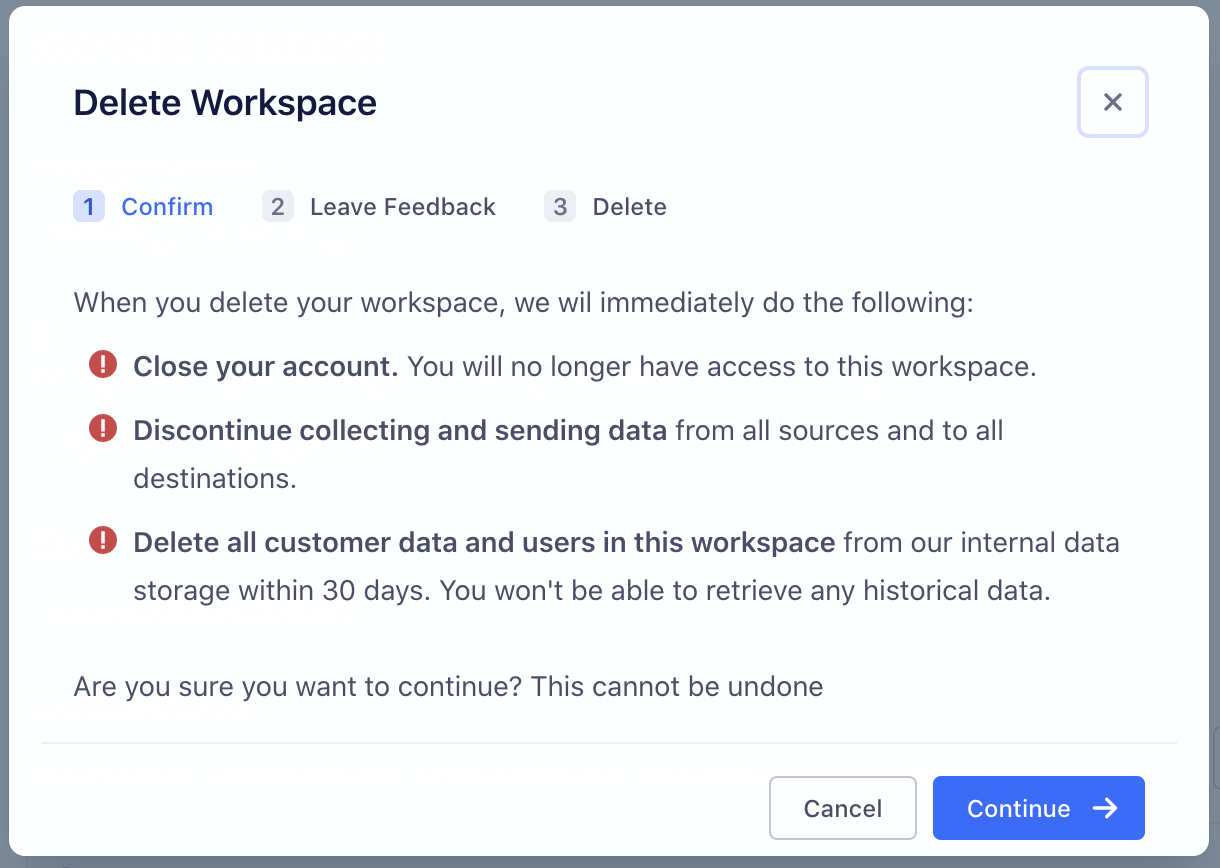 Delete Workspace
1 Confirm 2 Leave Feedback 3 Delete
When you delete your workspace, we wil immediately do the following:
Close your account. You will no longer have access to this workspace.
Discontinue collecting and sending data from all sources and to all
destinations.
Delete all customer data and users in this workspace from our internal data
storage within 30 days. You won't be able to retrieve any historical data.
Are you sure you want to continue? This cannot be undone
Cancel Continue →